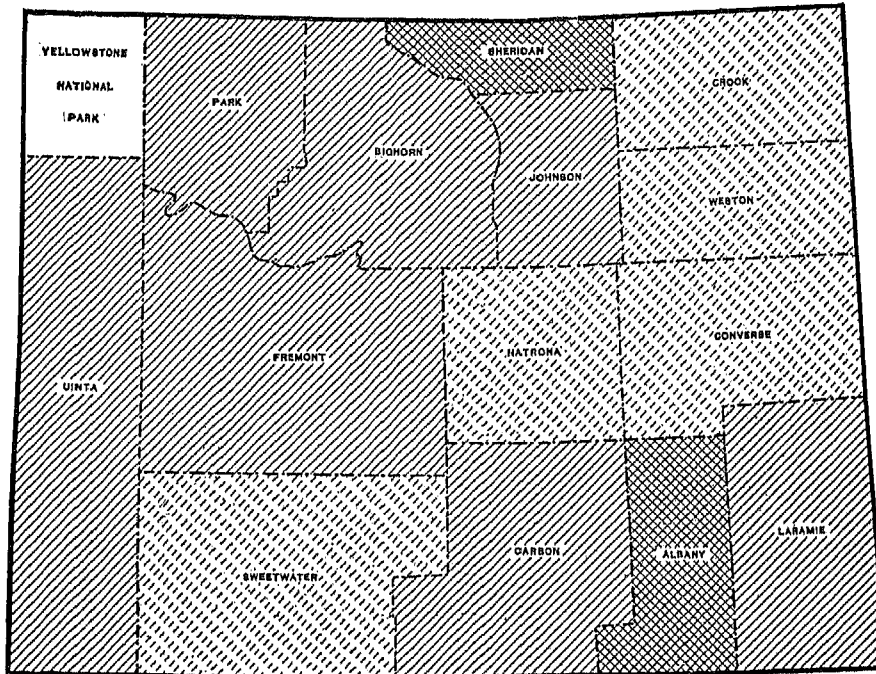 YELLOWSTONE
NATIONAL
PARK
PARK
SHERIDAN
CROOK
BIGHORN
JOHNSON
WESTON
FREMONT
NATRONA
CONVERSE
UINTA
SWEETWATER
CARBON
ALBANY
LARAMIE